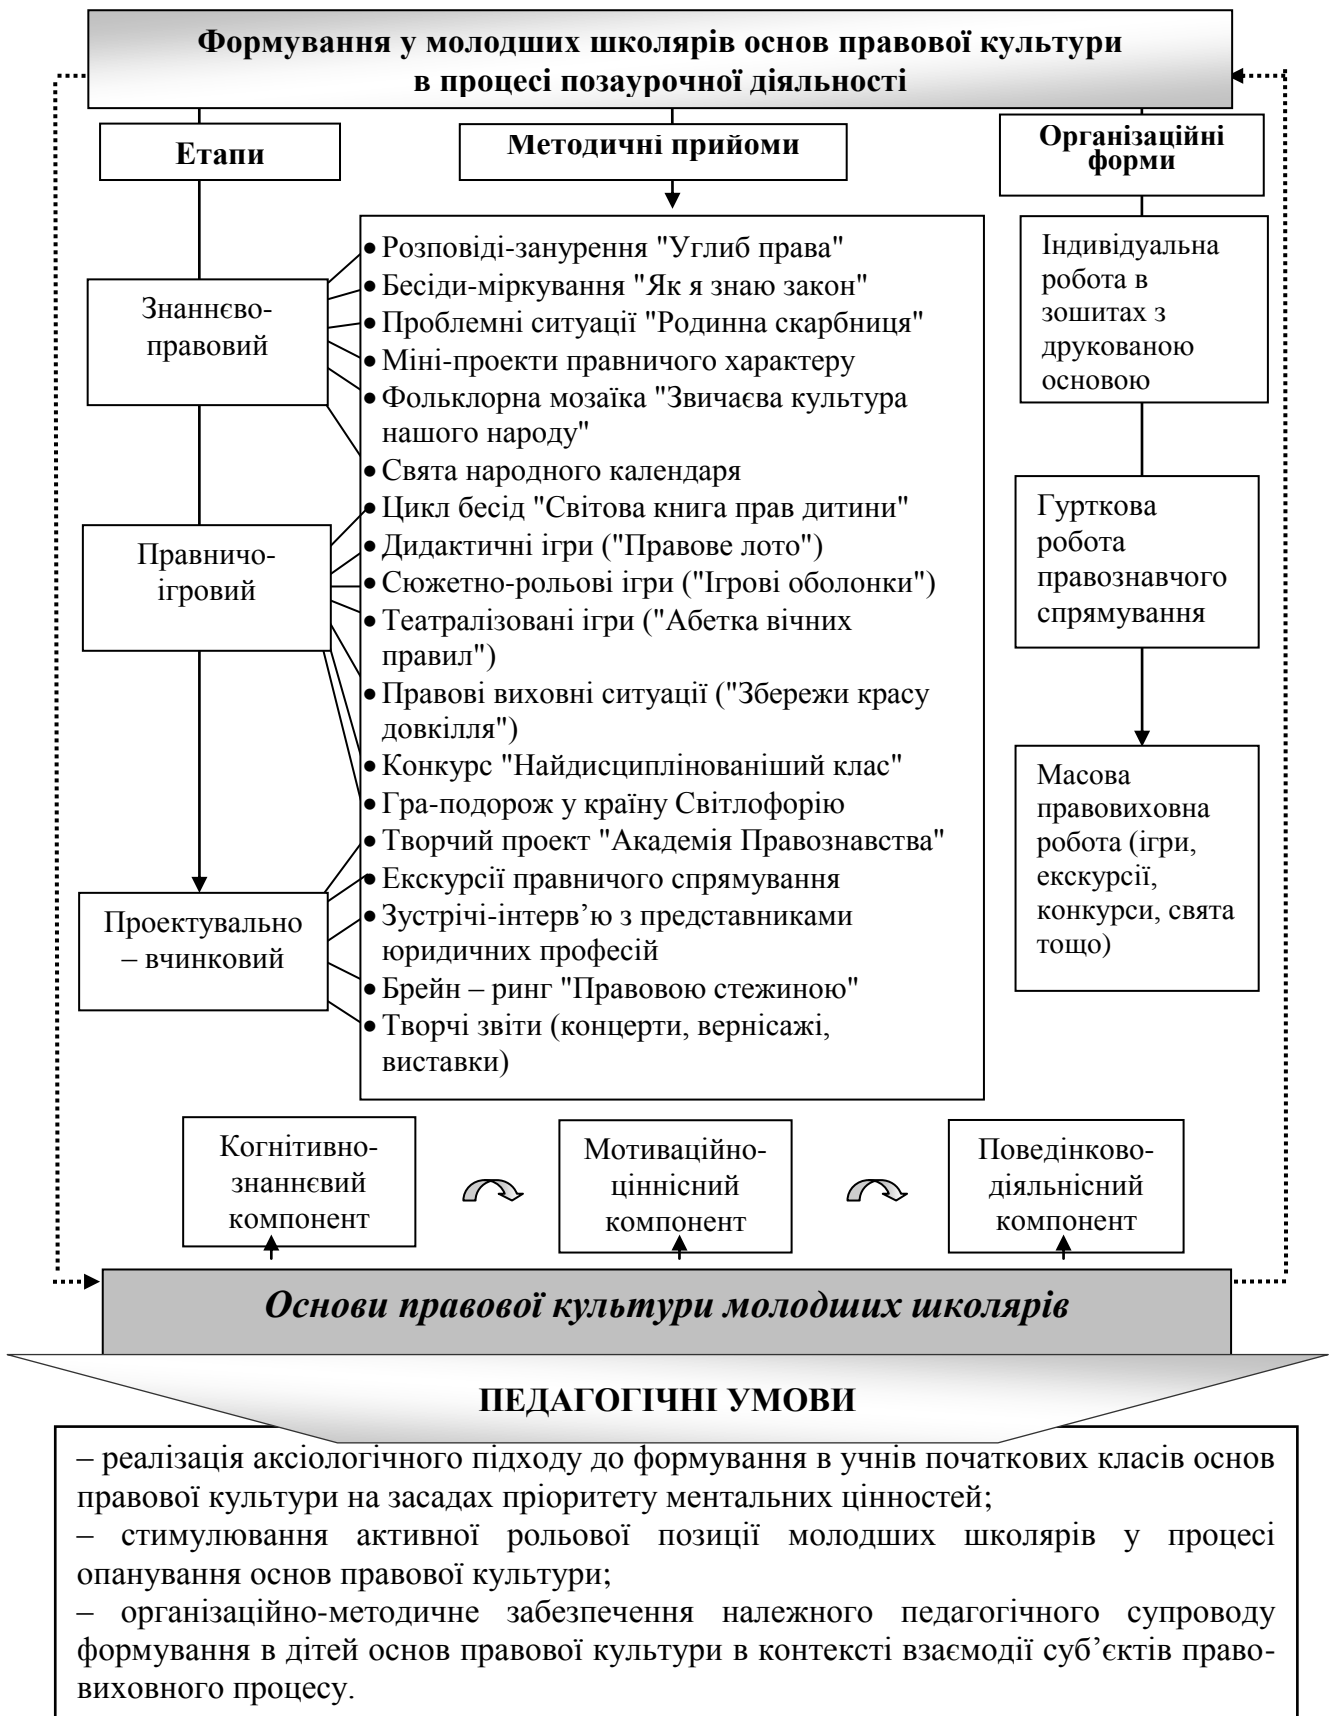 Формування у молодших школярів основ правової культури
в процесі позаурочної діяльності
Етапи
Методичні прийоми
Організаційні
форми
Знаннєво-
правовий
Правничо-
ігровий
Проектувально
– вчинковий
• Розповіді-занурення "Углиб права"
• Бесіди-міркування "Як я знаю закон"
• Проблемні ситуації "Родинна скарбниця"
• Міні-проекти правничого характеру
• Фольклорна мозаїка "Звичаєва культура
нашого народу"
• Свята народного календаря
• Цикл бесід "Світова книга прав дитини"
• Дидактичні ігри ("Правове лото")
• Сюжетно-рольові ігри ("Ігрові оболонки")
• Театралізовані ігри ("Абетка вічних
правил")
• Правові виховні ситуації ("Збережи красу
довкілля")
• Конкурс "Найдисциплінованіший клас"
• Гра-подорож у країну Світлофорію
• Творчий проект "Академія Правознавства"
• Екскурсії правничого спрямування
• Зустрічі-інтерв’ю з представниками
юридичних професій
• Брейн – ринг "Правовою стежиною"
• Творчі звіти (концерти, вернісажі,
виставки)
Індивідуальна
робота в
зошитах з
друкованою
основою
Гурткова
робота
правознавчого
спрямування
Масова
правовиховна
робота (ігри,
екскурсії,
конкурси, свята
тощо)
Когнітивно-
знаннєвий
компонент
Мотиваційно-
ціннісний
компонент
Поведінково-
діяльнісний
компонент
Основи правової культури молодших школярів
ПЕДАГОГІЧНІ УМОВИ
– реалізація аксіологічного підходу до формування в учнів початкових класів основ
правової культури на засадах пріоритету ментальних цінностей;
– стимулювання активної рольової позиції молодших школярів у процесі
опанування основ правової культури;
– організаційно-методичне забезпечення належного педагогічного супроводу
формування в дітей основ правової культури в контексті взаємодії суб’єктів право-
виховного процесу.